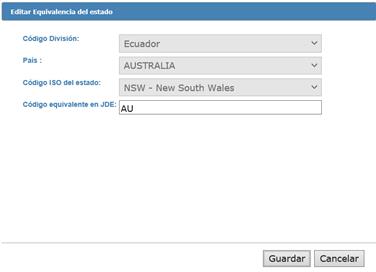 Editar Equivalencia del estado
Código División: Ecuador
País : AUSTRALIA
Código ISO del estado: NSW - New South Wales
Código equivalente en JDE: AU
Guardar Cancelar